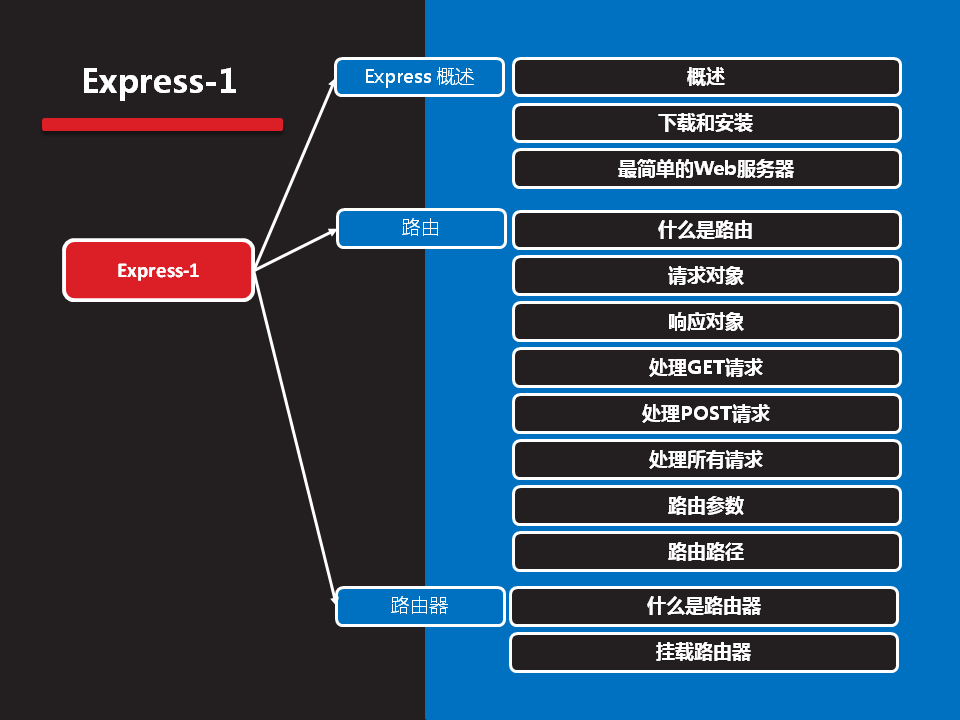 Express-1
Express-1
Express 概述
概述
下载和安装
最简单的Web服务器
路由
什么是路由
请求对象
响应对象
处理GET请求
处理POST请求
处理所有请求
路由参数
路由路径
路由器
什么是路由器
挂载路由器